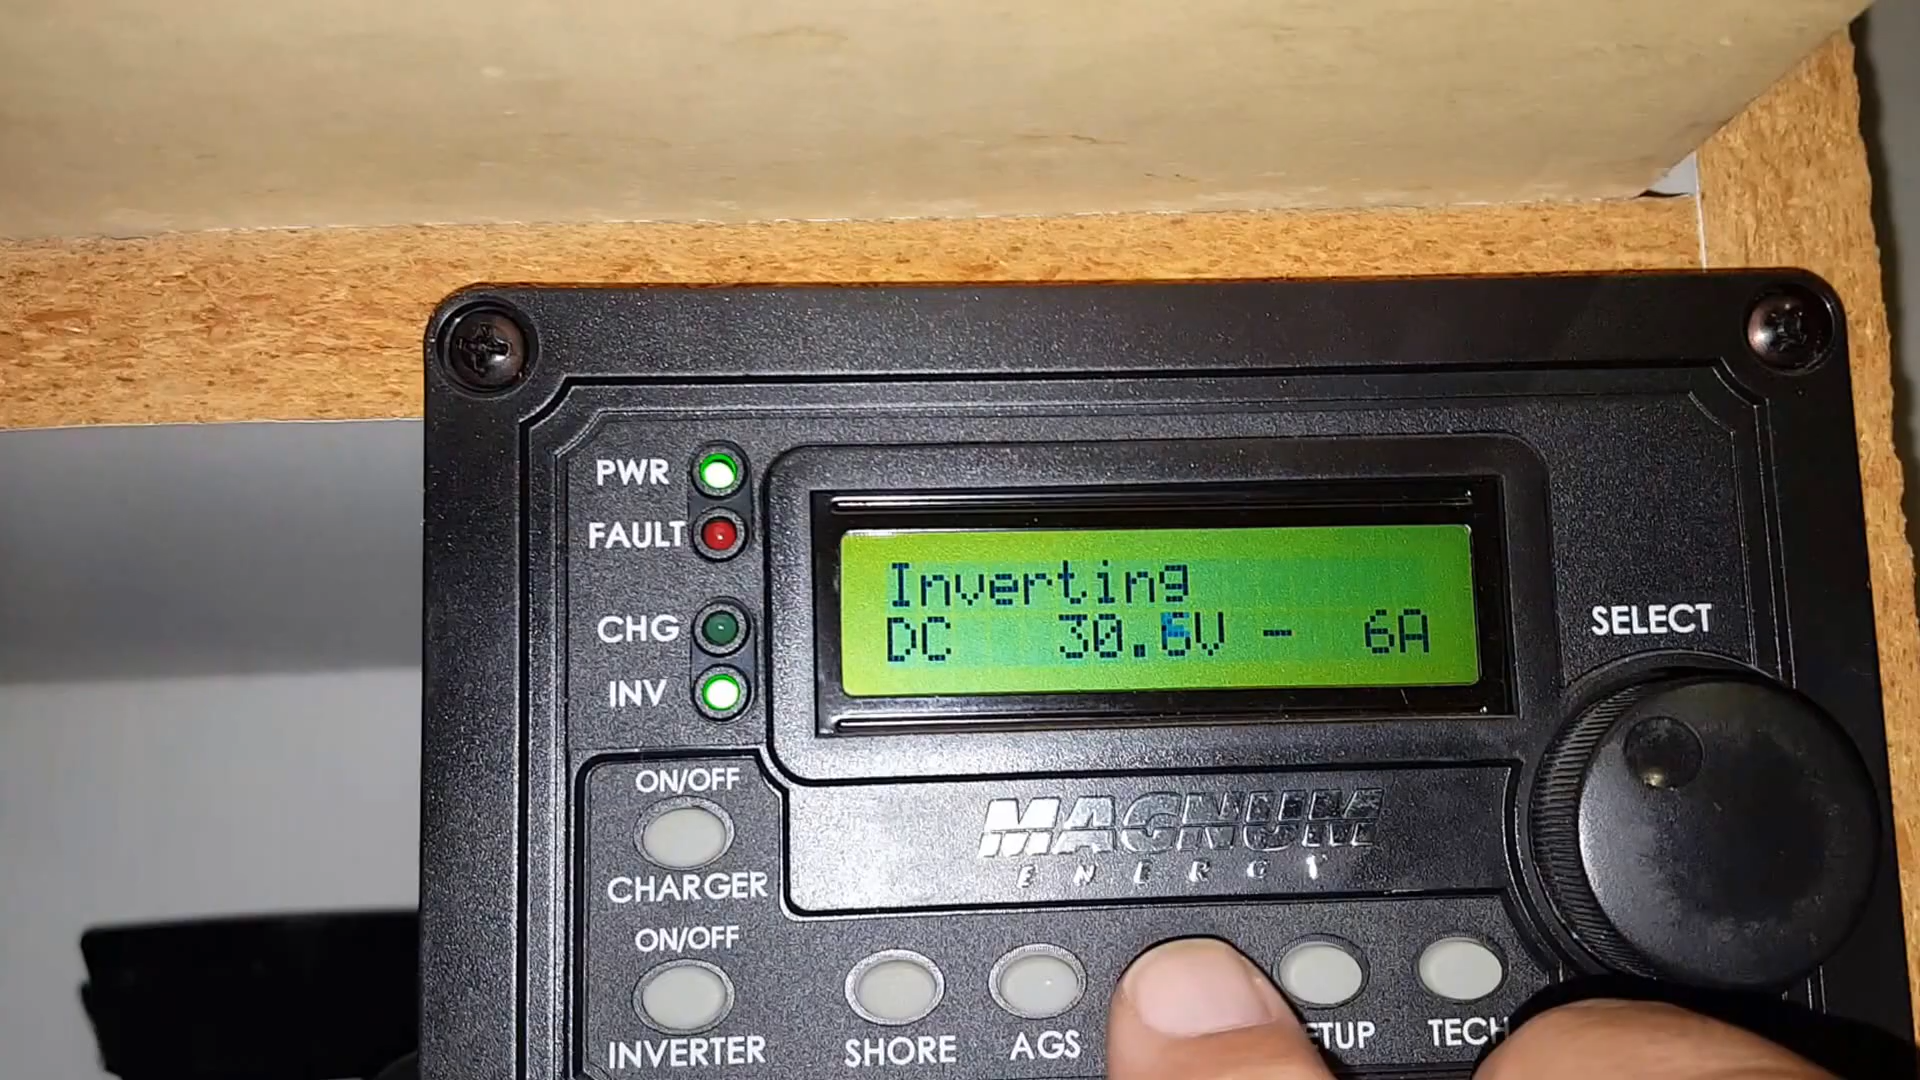 PWR
FAULT
CHG
INV
Inverting
DC 30.6V - 6A
SELECT
ON/OFF
CHARGER
MAGNUM
ENERGY
ON/OFF
INVERTER
SHORE
AGS
ETUP
TECH